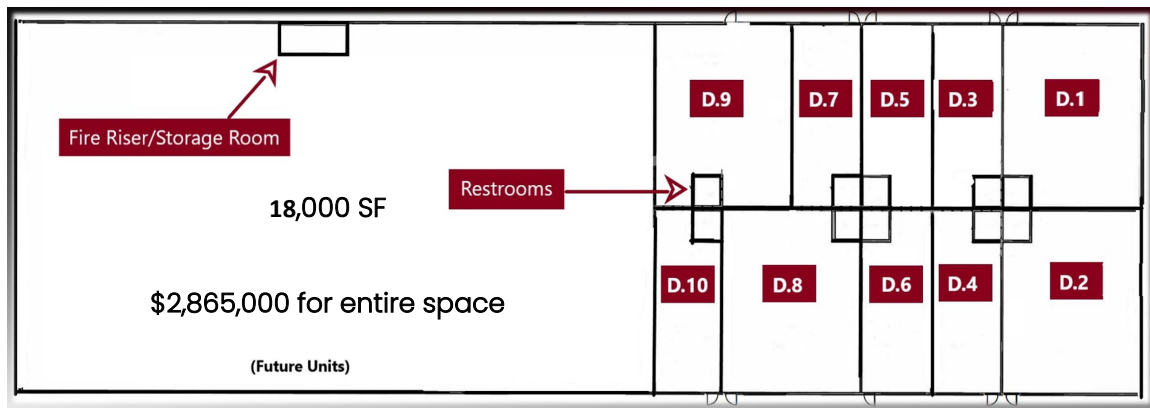 D.9
D.7
D.5
D.3
D.1
Fire Riser/Storage Room
Restrooms
18,000 SF
D.10
D.8
D.6
D.4
D.2
$2,865,000 for entire space
(Future Units)